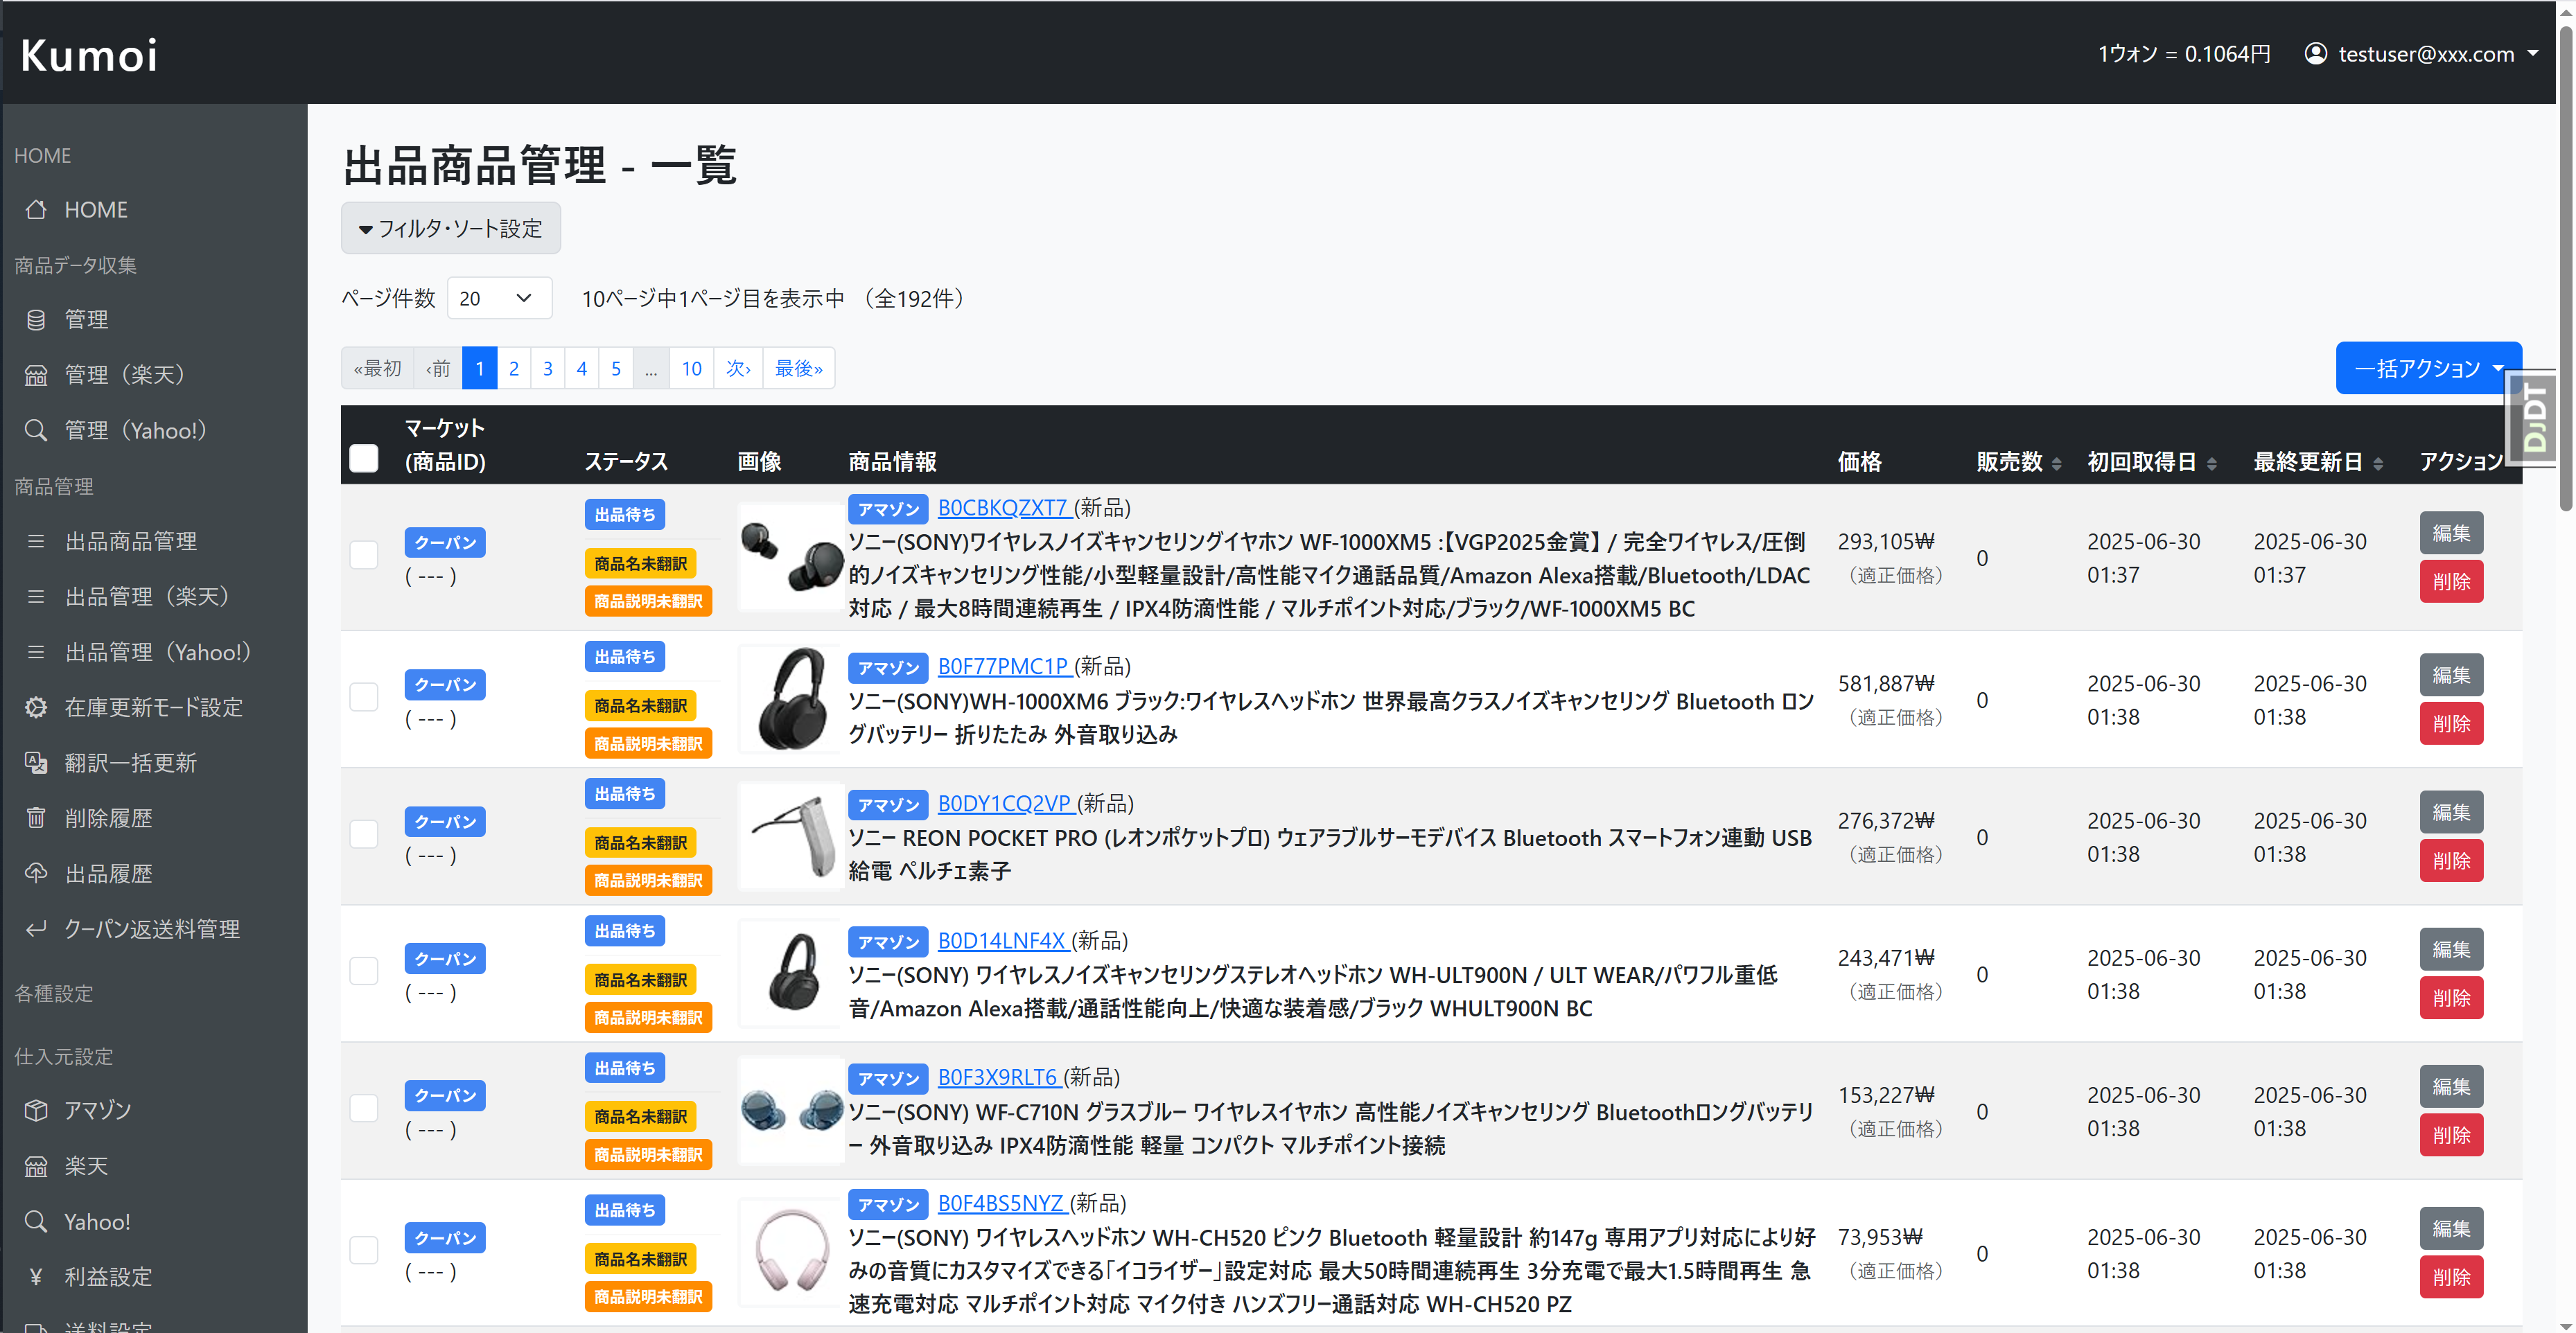 Kumoi
1ウォン = 0.1064円
testuser@xxx.com
HOME
HOME
商品データ収集
管理
管理（楽天）
管理（Yahoo!）
商品管理
出品商品管理
出品管理（楽天）
出品管理（Yahoo!）
在庫更新モード設定
翻訳一括更新
削除履歴
出品履歴
クーパン返送料管理
各種設定
仕入元設定
アマゾン
楽天
Yahoo!
¥ 利益設定
送料設定
出品商品管理 - 一覧
フィルタ・ソート設定
ページ件数 20 10ページ中1ページ目を表示中 （全192件）
«最初 ‹前 1 2 3 4 5 ... 10 次› 最後»
一括アクション
DJDT
マーケット
(商品ID) ステータス 画像 商品情報 価格 販売数 初回取得日 最終更新日 アクション
クーパン
( --- )
出品待ち
商品名未翻訳
商品説明未翻訳
アマゾン B0CBKQZXT7 (新品)
ソニー(SONY)ワイヤレスノイズキャンセリングイヤホン WF-1000XM5 :【VGP2025金賞】 / 完全ワイヤレス/圧倒
的ノイズキャンセリング性能/小型軽量設計/高性能マイク通話品質/Amazon Alexa搭載/Bluetooth/LDAC
対応 / 最大8時間連続再生 / IPX4防滴性能 / マルチポイント対応/ブラック/WF-1000XM5 BC
293,105₩
（適正価格）
0
2025-06-30
01:37
2025-06-30
01:37
編集
削除
クーパン
( --- )
出品待ち
商品名未翻訳
商品説明未翻訳
アマゾン B0F77PMC1P (新品)
ソニー(SONY)WH-1000XM6 ブラック:ワイヤレスヘッドホン 世界最高クラスノイズキャンセリング Bluetooth ロン
グバッテリー 折りたたみ 外音取り込み
581,887₩
（適正価格）
0
2025-06-30
01:38
2025-06-30
01:38
編集
削除
クーパン
( --- )
出品待ち
商品名未翻訳
商品説明未翻訳
アマゾン B0DY1CQ2VP (新品)
ソニー REON POCKET PRO (レオンポケットプロ) ウェアラブルサーモデバイス Bluetooth スマートフォン連動 USB
給電 ペルチェ素子
276,372₩
（適正価格）
0
2025-06-30
01:38
2025-06-30
01:38
編集
削除
クーパン
( --- )
出品待ち
商品名未翻訳
商品説明未翻訳
アマゾン B0D14LNF4X (新品)
ソニー(SONY) ワイヤレスノイズキャンセリングステレオヘッドホン WH-ULT900N / ULT WEAR/パワフル重低
音/Amazon Alexa搭載/通話性能向上/快適な装着感/ブラック WHULT900N BC
243,471₩
（適正価格）
0
2025-06-30
01:38
2025-06-30
01:38
編集
削除
クーパン
( --- )
出品待ち
商品名未翻訳
商品説明未翻訳
アマゾン B0F3X9RLT6 (新品)
ソニー(SONY) WF-C710N グラスブルー ワイヤレスイヤホン 高性能ノイズキャンセリング Bluetoothロングバッテリ
ー 外音取り込み IPX4防滴性能 軽量 コンパクト マルチポイント接続
153,227₩
（適正価格）
0
2025-06-30
01:38
2025-06-30
01:38
編集
削除
クーパン
( --- )
出品待ち
商品名未翻訳
商品説明未翻訳
アマゾン B0F4BS5NYZ (新品)
ソニー(SONY) ワイヤレスヘッドホン WH-CH520 ピンク Bluetooth 軽量設計 約147g 専用アプリ対応により好
みの音質にカスタマイズできる「イコライザー」設定対応 最大50時間連続再生 3分充電で最大1.5時間再生 急
速充電対応 マルチポイント対応 マイク付き ハンズフリー通話対応 WH-CH520 PZ
73,953₩
（適正価格）
0
2025-06-30
01:38
2025-06-30
01:38
編集
削除